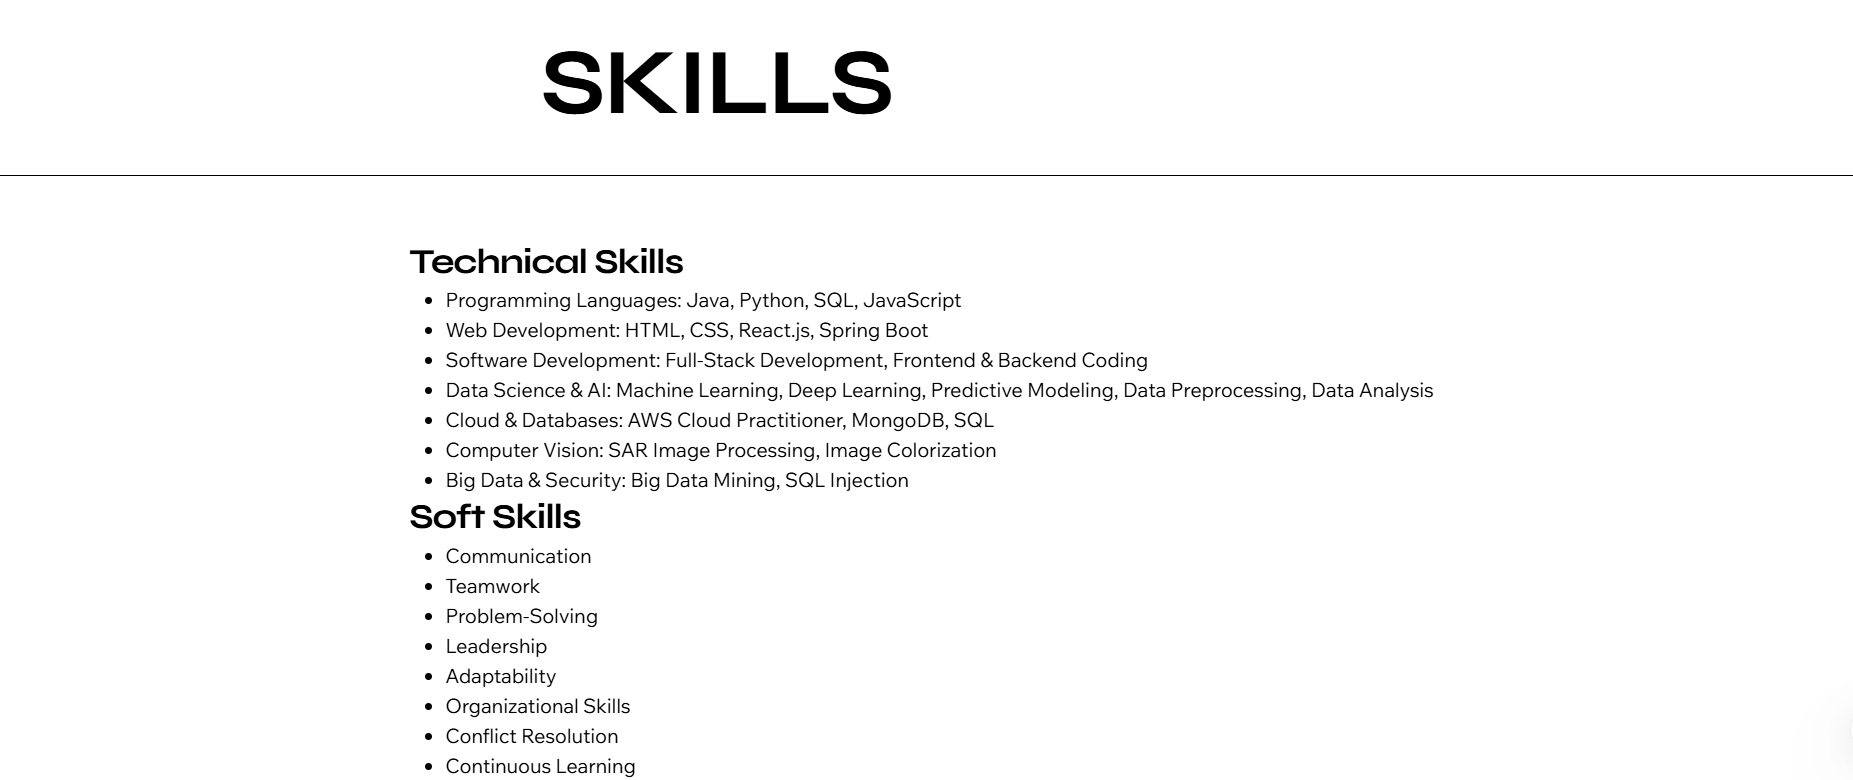 SKILLS
Technical Skills
• Programming Languages: Java, Python, SQL, JavaScript
• Web Development: HTML, CSS, React.js, Spring Boot
• Software Development: Full-Stack Development, Frontend & Backend Coding
• Data Science & AI: Machine Learning, Deep Learning, Predictive Modeling, Data Preprocessing, Data Analysis
• Cloud & Databases: AWS Cloud Practitioner, MongoDB, SQL
• Computer Vision: SAR Image Processing, Image Colorization
• Big Data & Security: Big Data Mining, SQL Injection
Soft Skills
• Communication
• Teamwork
• Problem-Solving
• Leadership
• Adaptability
• Organizational Skills
• Conflict Resolution
• Continuous Learning